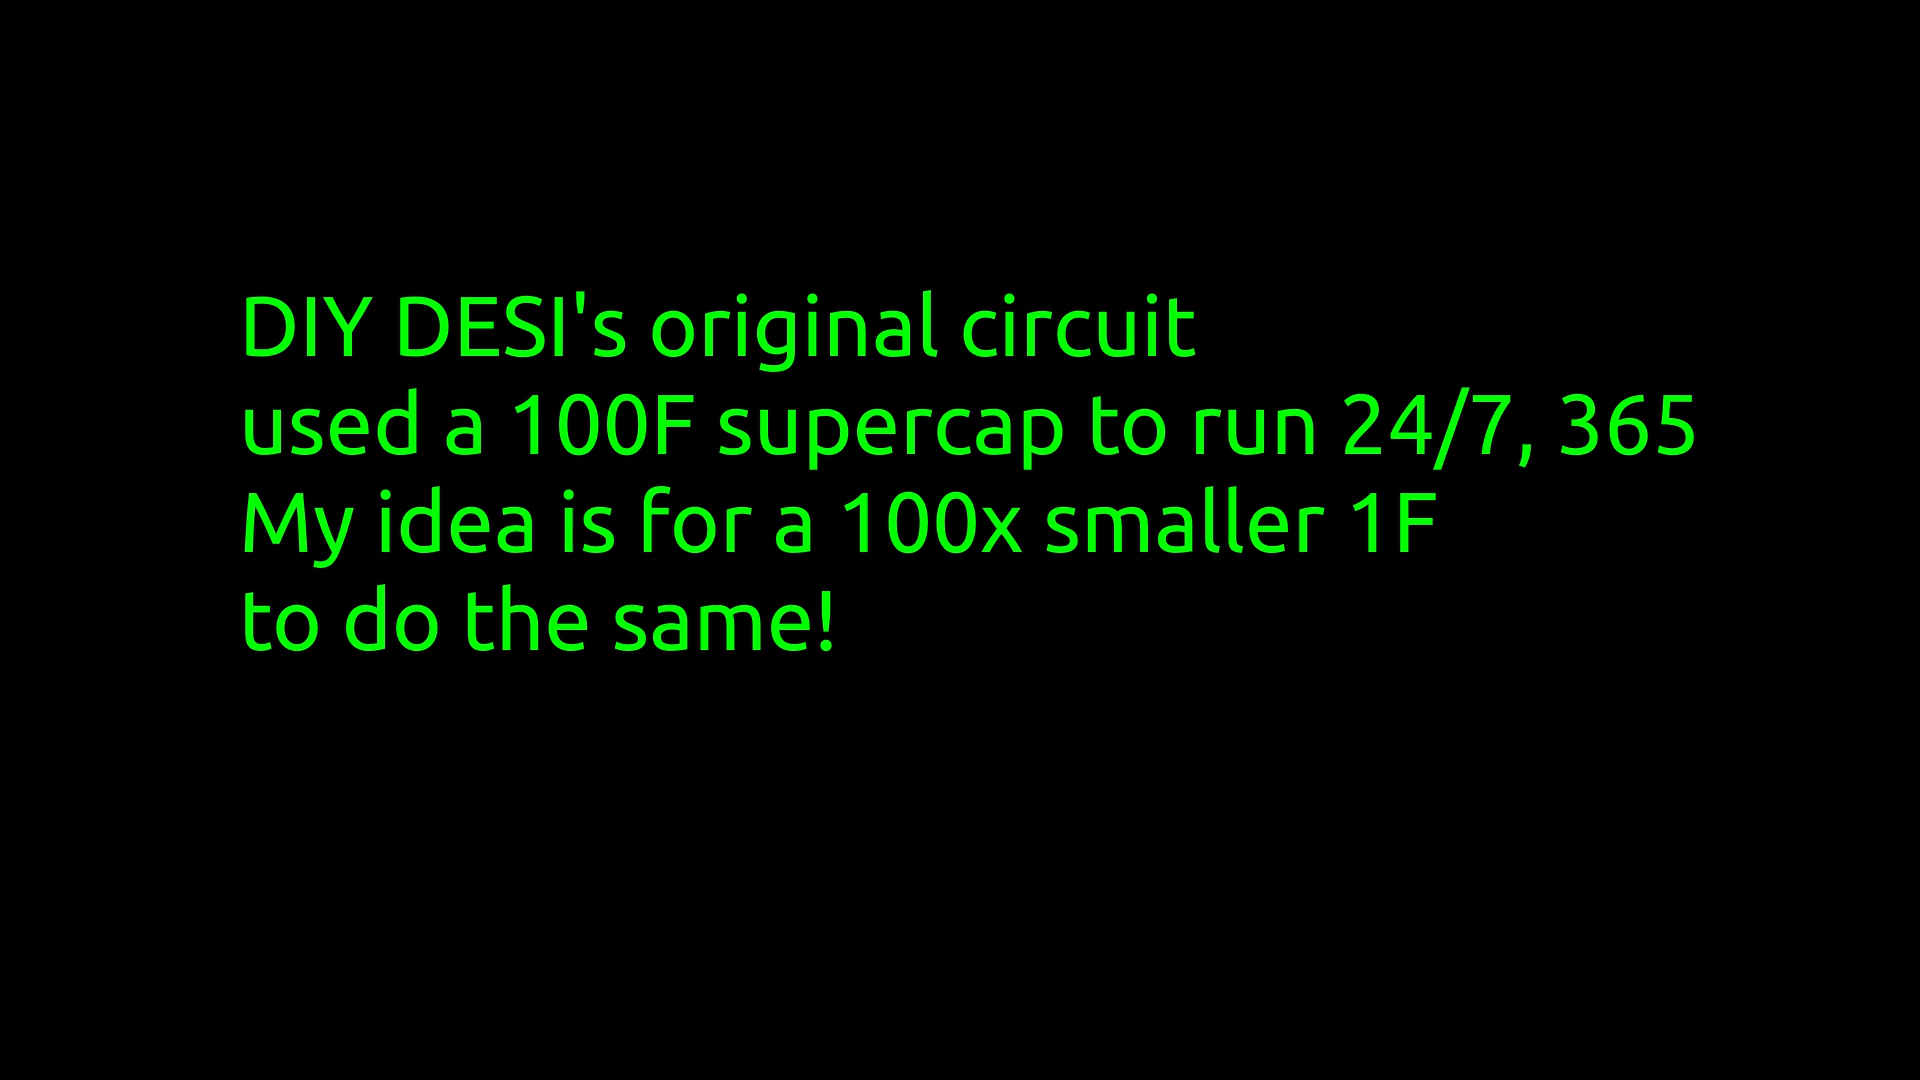 DIY DESI's original circuit
used a 100F supercap to run 24/7, 365
My idea is for a 100x smaller 1F
to do the same!